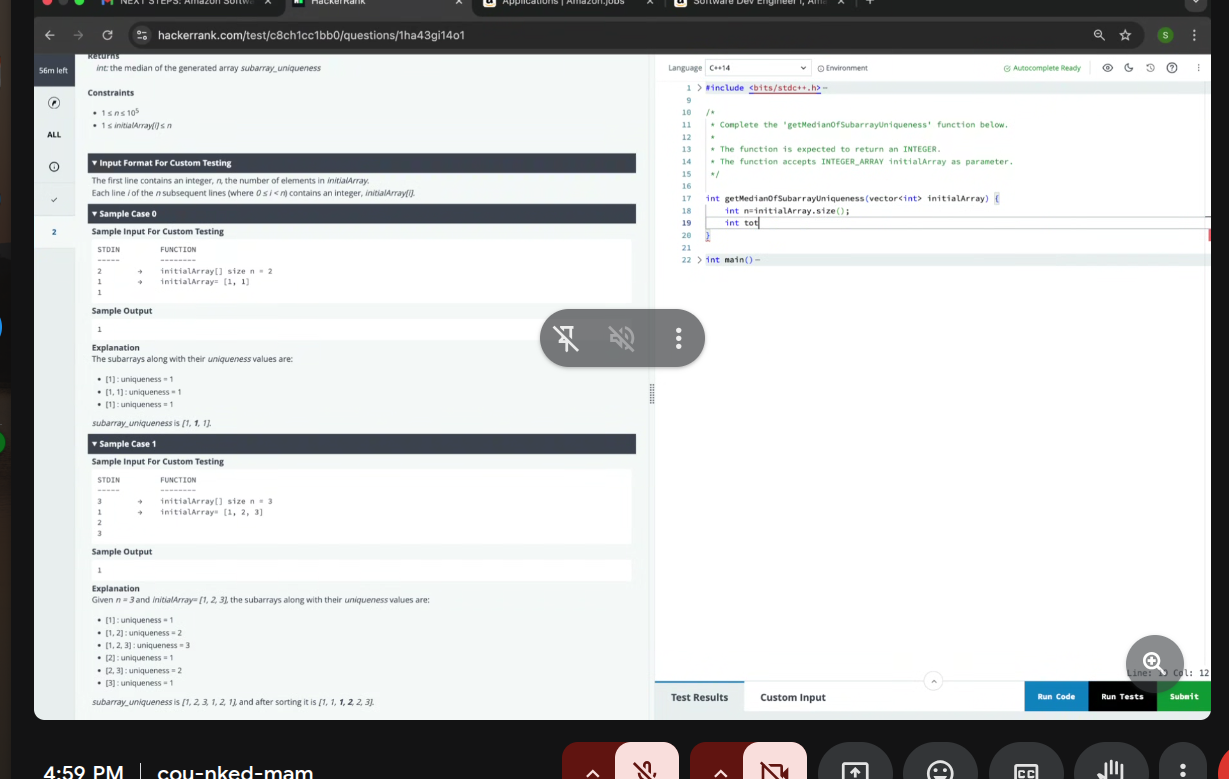 NEXT STEPS: Amazon Softw
HackerRank
Applications | Amazon.jobs
Software Dev Engineer I, Am
hackerrank.com/test/c8ch1cc1bb0/questions/1ha43gi14o1
S
56m left
ALL
2
Returns
int: the median of the generated array subarray_uniqueness
Constraints
• 1 ≤ n ≤ 10⁵
• 1 ≤ initialArray[i] ≤ n
▾ Input Format For Custom Testing
The first line contains an integer, n, the number of elements in initialArray.
Each line i of the n subsequent lines (where 0 ≤ i < n) contains an integer, initialArray[i].
▾ Sample Case 0
Sample Input For Custom Testing
STDIN FUNCTION
----- --------
2 → initialArray[] size n = 2
1 → initialArray= [1, 1]
1
Sample Output
1
Explanation
The subarrays along with their uniqueness values are:
• [1] : uniqueness = 1
• [1, 1] : uniqueness = 1
• [1] : uniqueness = 1
subarray_uniqueness is [1, 1, 1].
▾ Sample Case 1
Sample Input For Custom Testing
STDIN FUNCTION
----- --------
3 → initialArray[] size n = 3
1 → initialArray= [1, 2, 3]
2
3
Sample Output
1
Explanation
Given n = 3 and initialArray= [1, 2, 3], the subarrays along with their uniqueness values are:
• [1] : uniqueness = 1
• [1, 2] : uniqueness = 2
• [1, 2, 3] : uniqueness = 3
• [2] : uniqueness = 1
• [2, 3] : uniqueness = 2
• [3] : uniqueness = 1
subarray_uniqueness is [1, 2, 3, 1, 2, 1], and after sorting it is [1, 1, 1, 2, 2, 3].
Language C++14 Environment Autocomplete Ready
1 > #include <bits/stdc++.h>
9
10 /*
11 * Complete the 'getMedianOfSubarrayUniqueness' function below.
12 *
13 * The function is expected to return an INTEGER.
14 * The function accepts INTEGER_ARRAY initialArray as parameter.
15 */
16
17 int getMedianOfSubarrayUniqueness(vector<int> initialArray) {
18 int n=initialArray.size();
19 int tot
20 }
21
22 > int main()
Col: 12
Test Results
Custom Input
Run Code
Run Tests
Submit
4:59 PM | cou-nked-mam
CC